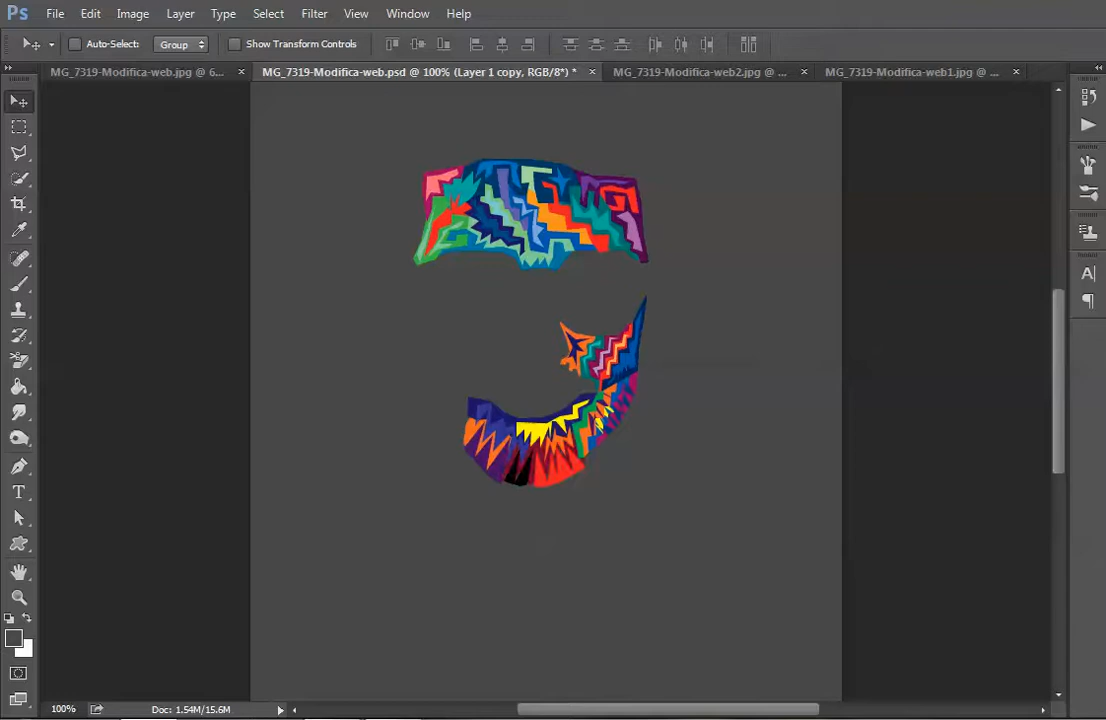 Ps File Edit Image Layer Type Select Filter View Window Help
Auto-Select: Group Show Transform Controls
MG_7319-Modifica-web.jpg @ 6... × MG_7319-Modifica-web.psd @ 100% (Layer 1 copy, RGB/8*) * × MG_7319-Modifica-web2.jpg @ ... × MG_7319-Modifica-web1.jpg @ ... ×
T
A
100% Doc: 1.54M/15.6M